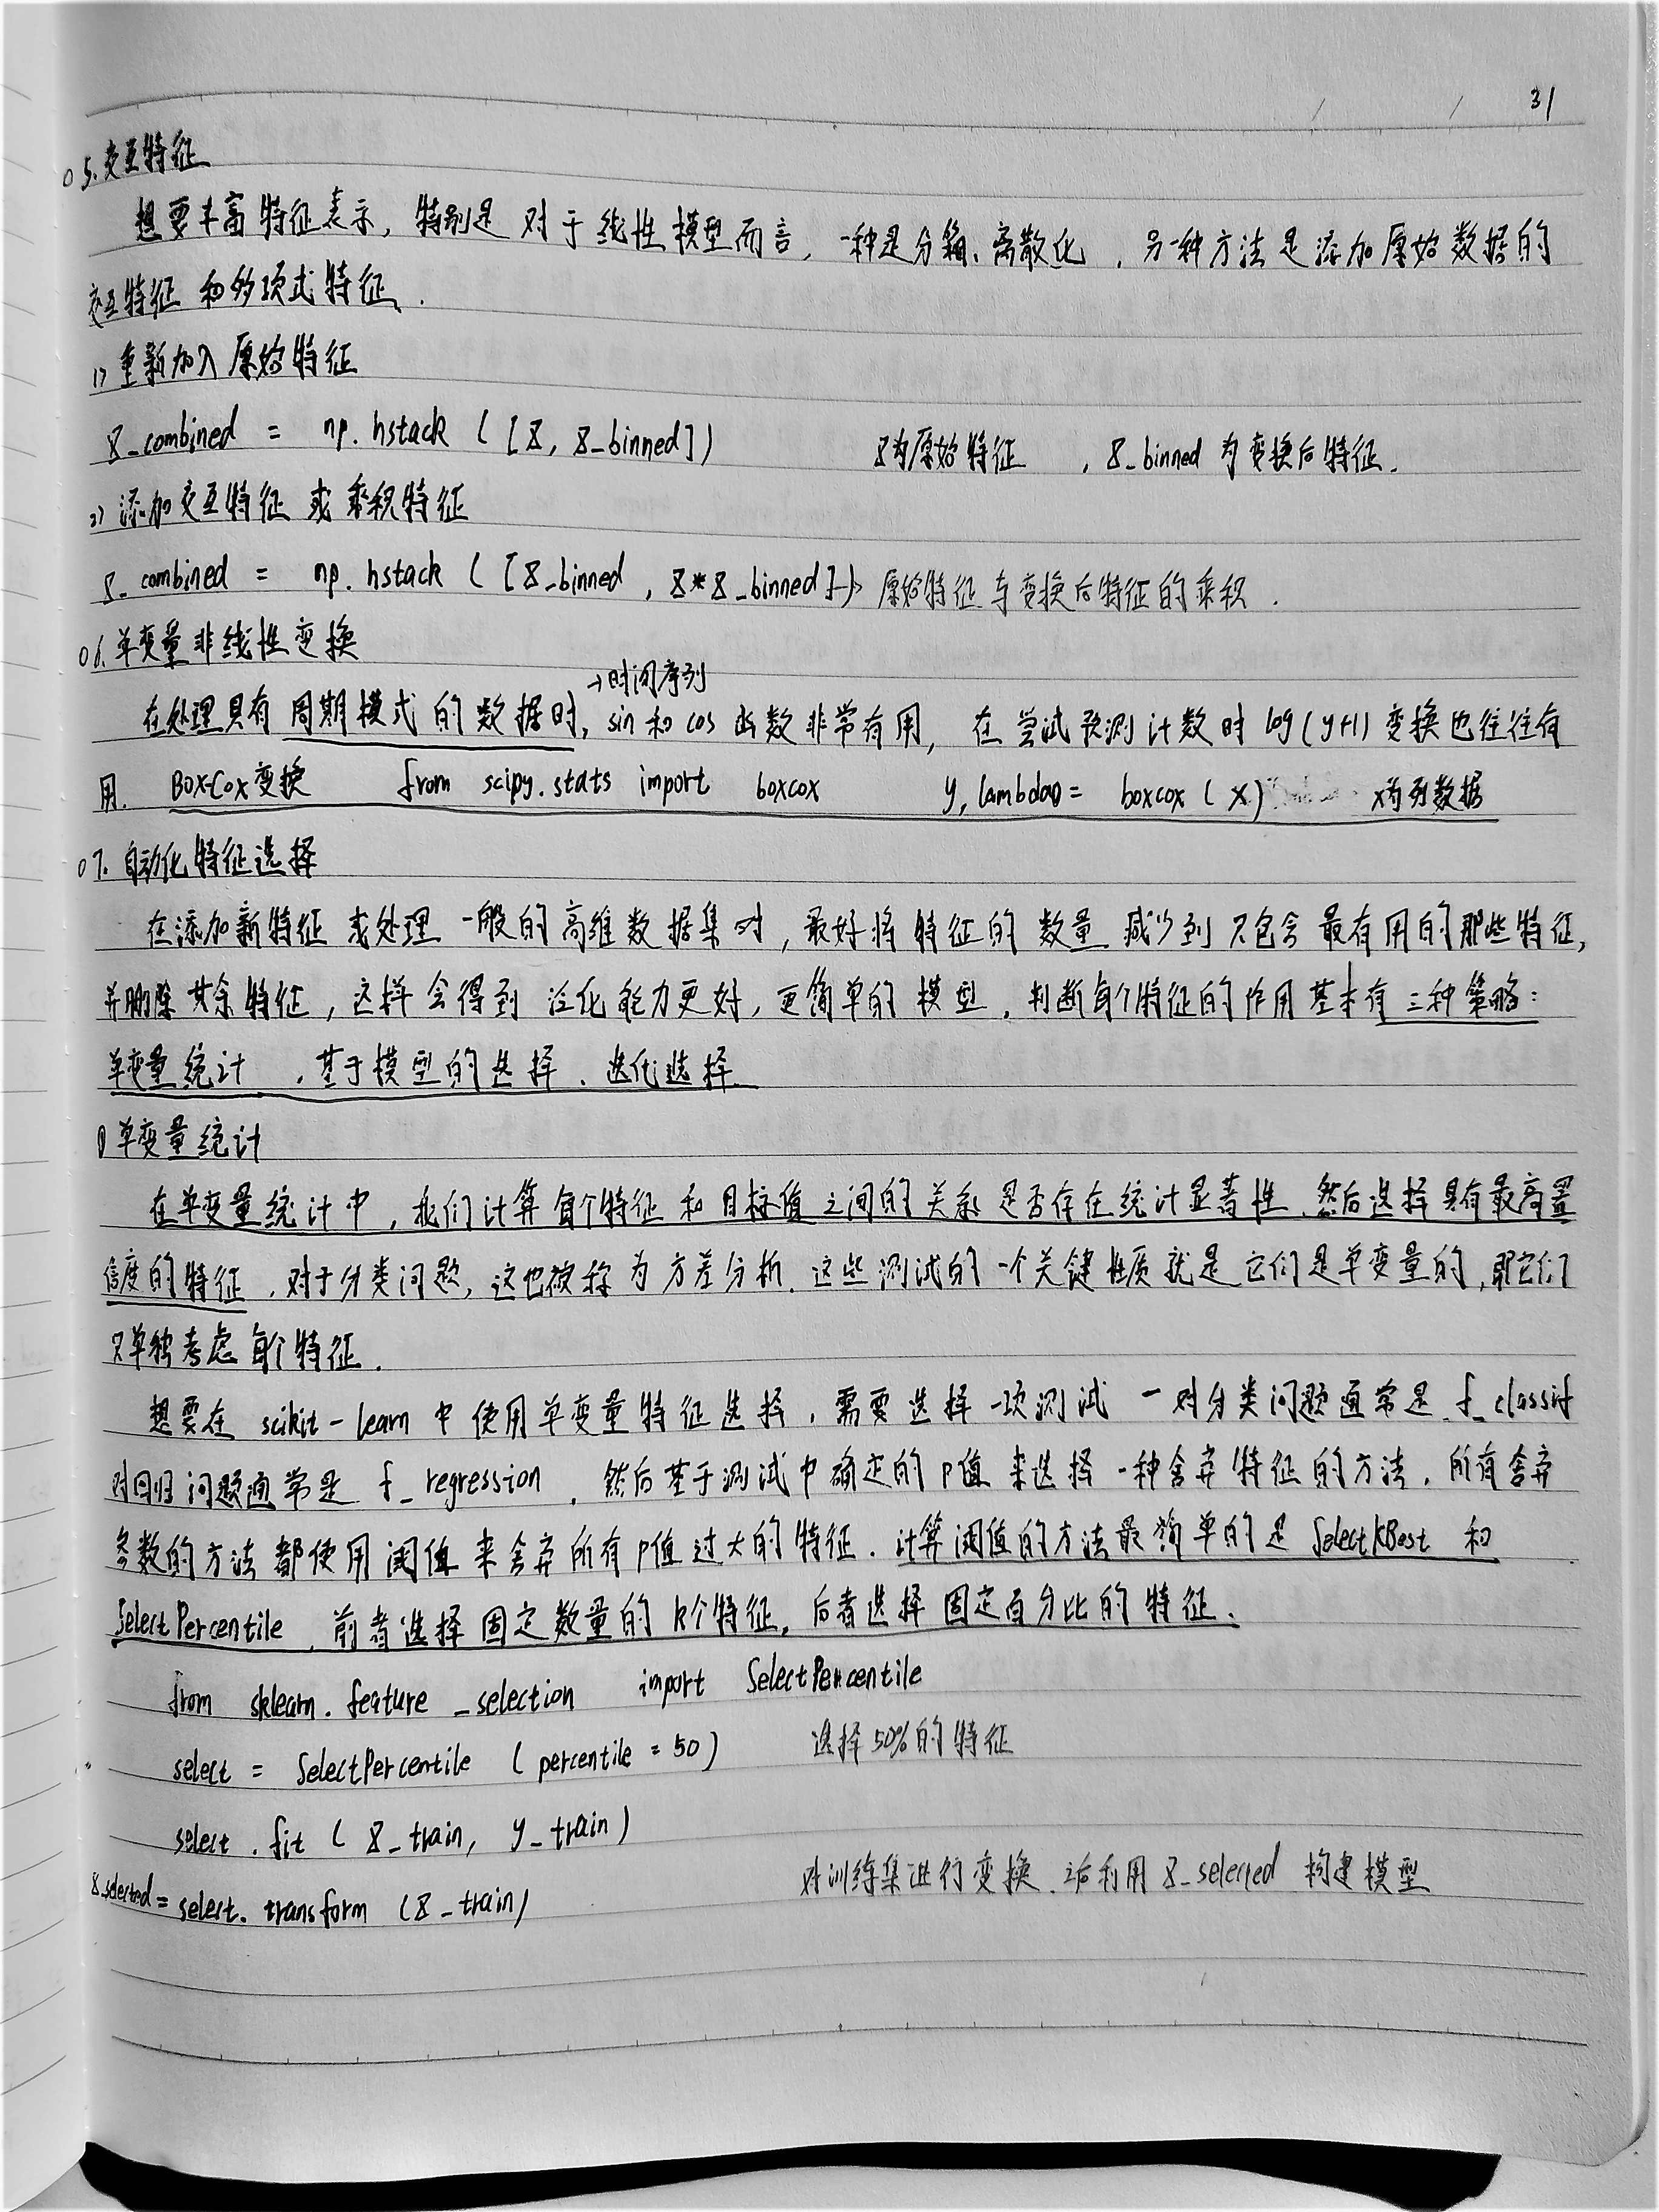 31
05.交互特征
想要丰富特征表示，特别是对于线性模型而言，一种是分箱、离散化，另一种方法是添加原始数据的
交互特征和多项式特征.
1) 重新加入原始特征
X_combined = np.hstack ([X, X_binned]) X为原始特征，X_binned 为变换后特征.
2) 添加交互特征或乘积特征
X_combined = np.hstack ([X_binned, X*X_binned]) → 原始特征与变换后特征的乘积.
06.单变量非线性变换
→时间序列
在处理具有周期模式的数据时, sin和cos函数非常有用, 在尝试预测计数时log(y+1)变换也往往有
用. Box-Cox变换 from scipy.stats import boxcox y, lambda0 = boxcox (x) x为列数据
07.自动化特征选择
在添加新特征或处理一般的高维数据集时，最好将特征的数量减少到只包含最有用的那些特征,
并删除其余特征，这样会得到泛化能力更好，更简单的模型. 判断每个特征的作用基本有三种策略:
单变量统计，基于模型的选择、迭代选择
① 单变量统计
在单变量统计中，我们计算每个特征和目标值之间的关系是否存在统计显著性，然后选择具有最高置
信度的特征，对于分类问题，这也被称为方差分析. 这些测试的一个关键性质就是它们是单变量的, 即它们
只单独考虑每个特征.
想要在 scikit-learn 中使用单变量特征选择，需要选择一项测试 — 对分类问题通常是 f_classif
对回归问题通常是 f_regression，然后基于测试中确定的P值来选择一种舍弃特征的方法. 所有舍弃
参数的方法都使用阈值来舍弃所有P值过大的特征. 计算阈值的方法最简单的是 SelectKBest 和
SelectPercentile，前者选择固定数量的K个特征，后者选择固定百分比的特征.
from sklearn.feature_selection import SelectPercentile
select = SelectPercentile (percentile = 50) 选择50%的特征
select.fit (X_train, y_train)
X_selected = select.transform (X_train) 对训练集进行变换，之后利用 X_selected 构建模型